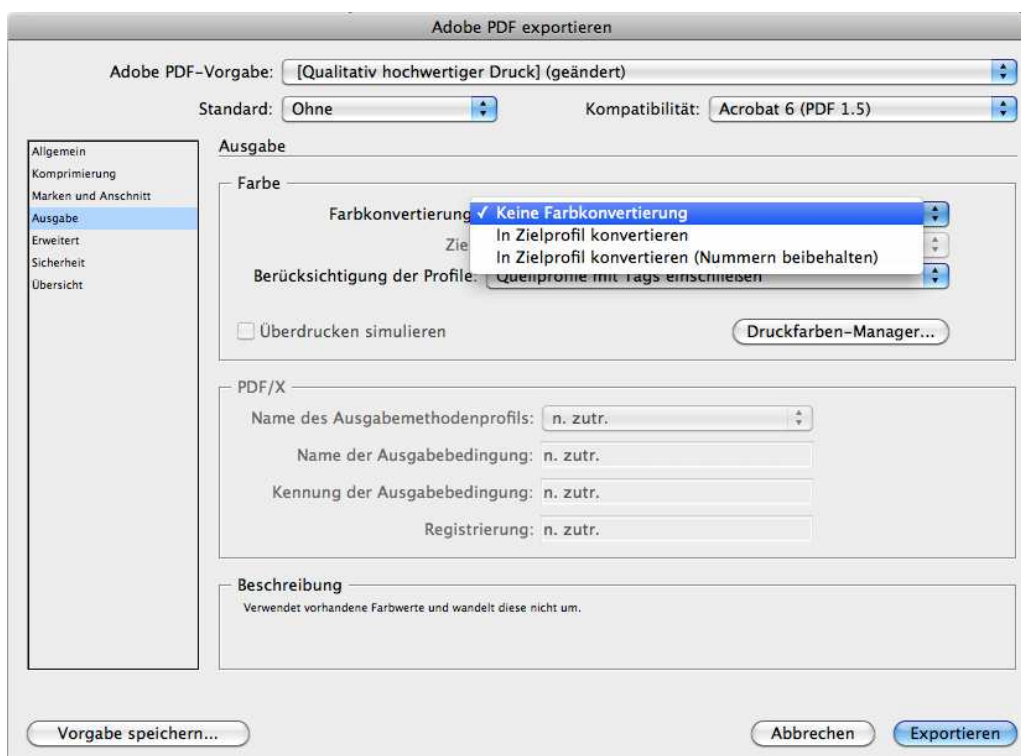 Adobe PDF exportieren
Adobe PDF-Vorgabe: [Qualitativ hochwertiger Druck] (geändert)
Standard: Ohne Kompatibilität: Acrobat 6 (PDF 1.5)
Allgemein
Komprimierung
Marken und Anschnitt
Ausgabe
Erweitert
Sicherheit
Übersicht
Ausgabe
Farbe
Farbkonvertierung ✓ Keine Farbkonvertierung
In Zielprofil konvertieren
Zie
In Zielprofil konvertieren (Nummern beibehalten)
Berücksichtigung der Profile: Quellprofile mit Tags einschließen
Überdrucken simulieren Druckfarben-Manager...
PDF/X
Name des Ausgabemethodenprofils: n. zutr.
Name der Ausgabebedingung: n. zutr.
Kennung der Ausgabebedingung: n. zutr.
Registrierung: n. zutr.
Beschreibung
Verwendet vorhandene Farbwerte und wandelt diese nicht um.
Vorgabe speichern... Abbrechen Exportieren